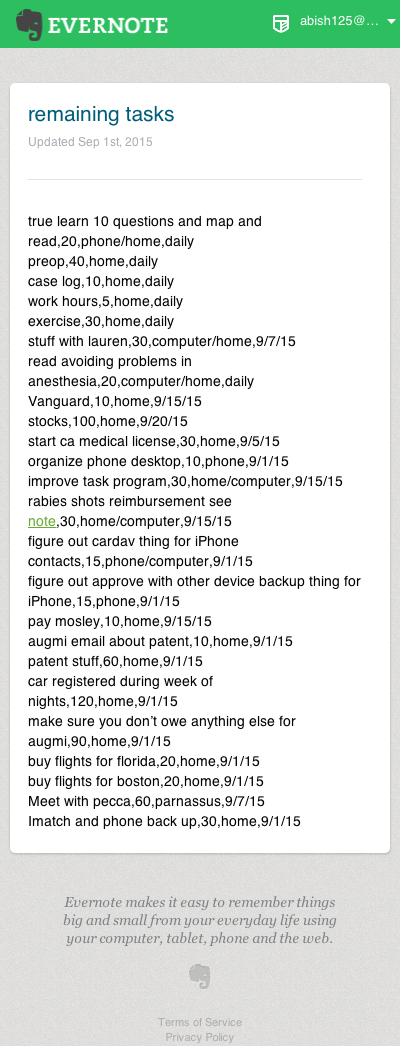 EVERNOTE
abish125@...
remaining tasks
Updated Sep 1st, 2015
true learn 10 questions and map and
read,20,phone/home,daily
preop,40,home,daily
case log,10,home,daily
work hours,5,home,daily
exercise,30,home,daily
stuff with lauren,30,computer/home,9/7/15
read avoiding problems in
anesthesia,20,computer/home,daily
Vanguard,10,home,9/15/15
stocks,100,home,9/20/15
start ca medical license,30,home,9/5/15
organize phone desktop,10,phone,9/1/15
improve task program,30,home/computer,9/15/15
rabies shots reimbursement see
note,30,home/computer,9/15/15
figure out cardav thing for iPhone
contacts,15,phone/computer,9/1/15
figure out approve with other device backup thing for
iPhone,15,phone,9/1/15
pay mosley,10,home,9/15/15
augmi email about patent,10,home,9/1/15
patent stuff,60,home,9/1/15
car registered during week of
nights,120,home,9/1/15
make sure you don’t owe anything else for
augmi,90,home,9/1/15
buy flights for florida,20,home,9/1/15
buy flights for boston,20,home,9/1/15
Meet with pecca,60,parnassus,9/7/15
Imatch and phone back up,30,home,9/1/15
Evernote makes it easy to remember things
big and small from your everyday life using
your computer, tablet, phone and the web.
Terms of Service
Privacy Policy